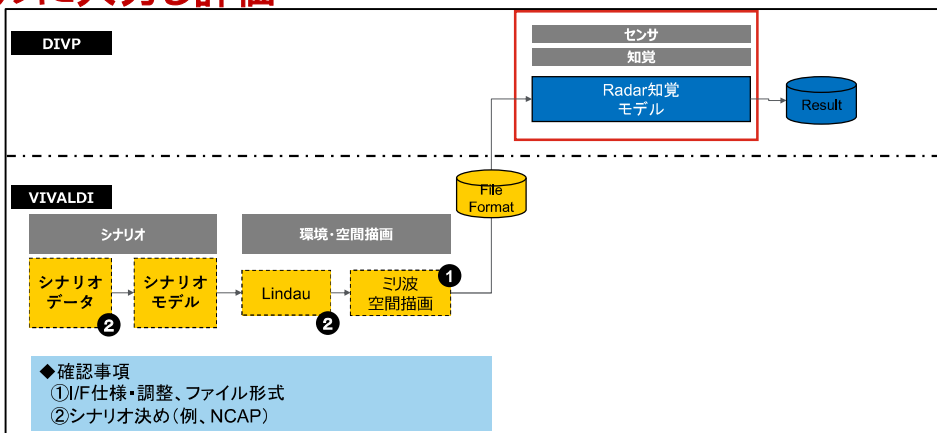 DIVP
センサ
知覚
Radar知覚
モデル
Result
VIVALDI
File
Format
シナリオ
環境・空間描画
シナリオ
データ
❷
シナリオ
モデル
Lindau
❷
ミリ波
空間描画
❶
◆確認事項
①I/F仕様・調整、ファイル形式
②シナリオ決め(例、NCAP)